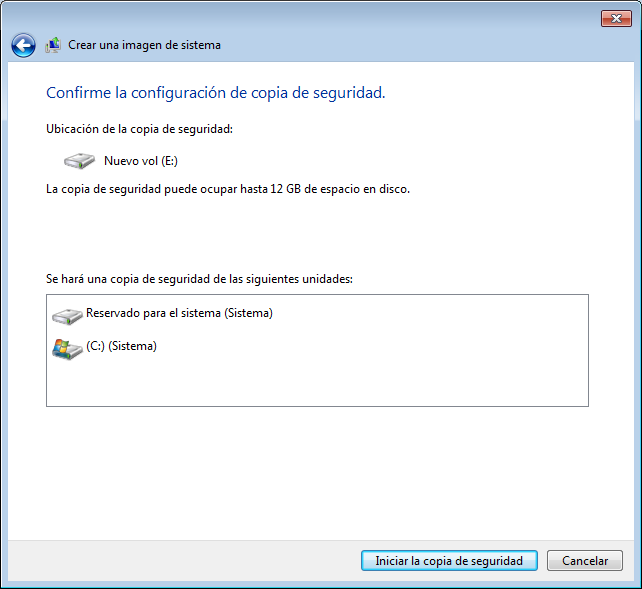 Crear una imagen de sistema
Confirme la configuración de copia de seguridad.
Ubicación de la copia de seguridad:
Nuevo vol (E:)
La copia de seguridad puede ocupar hasta 12 GB de espacio en disco.
Se hará una copia de seguridad de las siguientes unidades:
Reservado para el sistema (Sistema)
(C:) (Sistema)
Iniciar la copia de seguridad
Cancelar